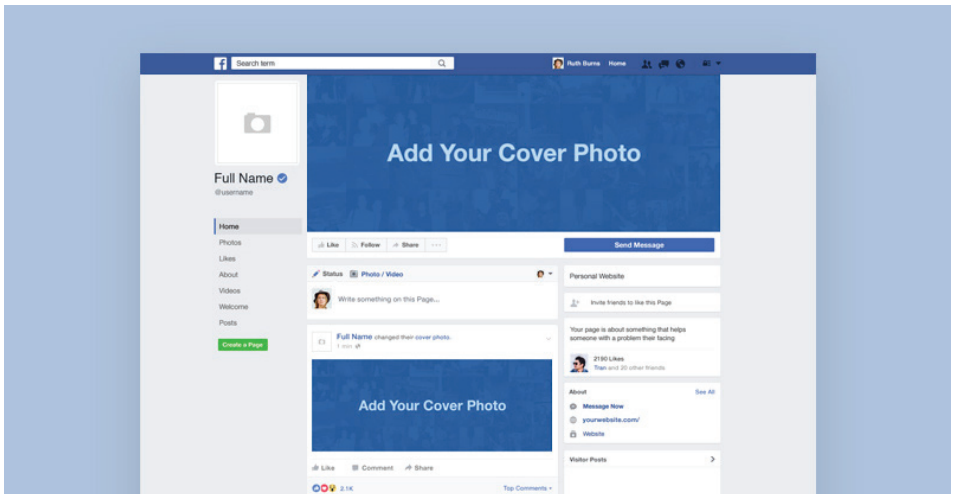 f
Search term
Ruth Burns Home
Add Your Cover Photo
Full Name
@username
Home
Photos
Likes
About
Videos
Welcome
Posts
Create a Page
Like Follow Share
Send Message
Status Photo / Video
Write something on this Page...
Full Name changed their cover photo.
1 min
Add Your Cover Photo
Like Comment Share
2.1K Top Comments
Personal Website
Invite friends to like this Page
Your page is about something that helps
someone with a problem their facing
2180 Likes
Tran and 20 other friends
About See All
Message Now
yourwebsite.com/
Website
Visitor Posts